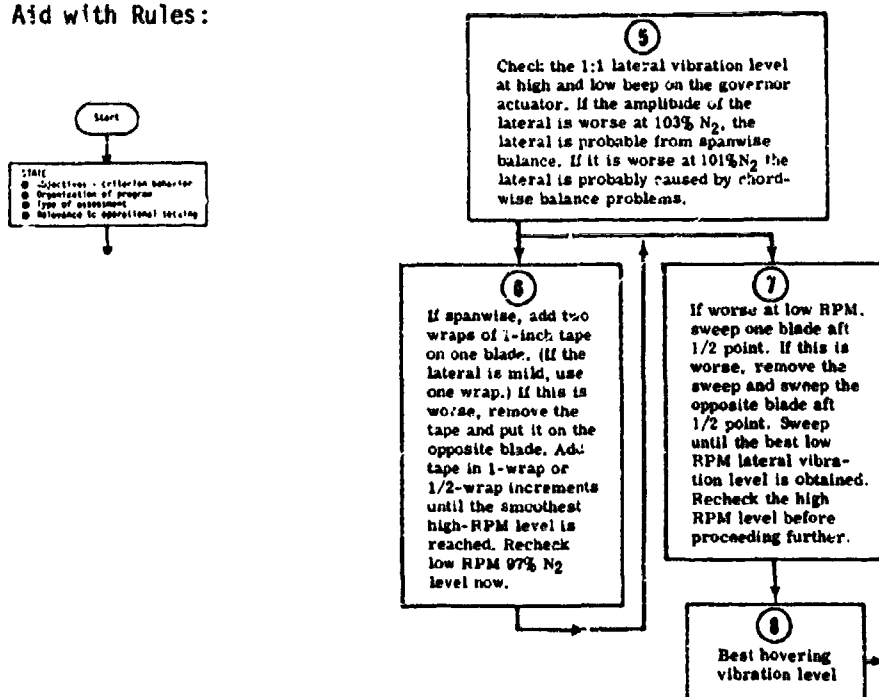 Aid with Rules:
Start
STATE
Objectives - criterion behavior
Organization of program
Type of assessment
Relevance to operational setting
5
Check the 1:1 lateral vibration level
at high and low beep on the governor
actuator. If the amplitude of the
lateral is worse at 103% N2, the
lateral is probable from spanwise
balance. If it is worse at 101%N2 the
lateral is probably caused by chord-
wise balance problems.
6
If spanwise, add two
wraps of 1-inch tape
on one blade. (If the
lateral is mild, use
one wrap.) If this is
worse, remove the
tape and put it on the
opposite blade. Add
tape in 1-wrap or
1/2-wrap increments
until the smoothest
high-RPM level is
reached. Recheck
low RPM 97% N2
level now.
7
If worse at low RPM,
sweep one blade aft
1/2 point. If this is
worse, remove the
sweep and sweep the
opposite blade aft
1/2 point. Sweep
until the best low
RPM lateral vibra-
tion level is obtained.
Recheck the high
RPM level before
proceeding further.
8
Best hovering
vibration level